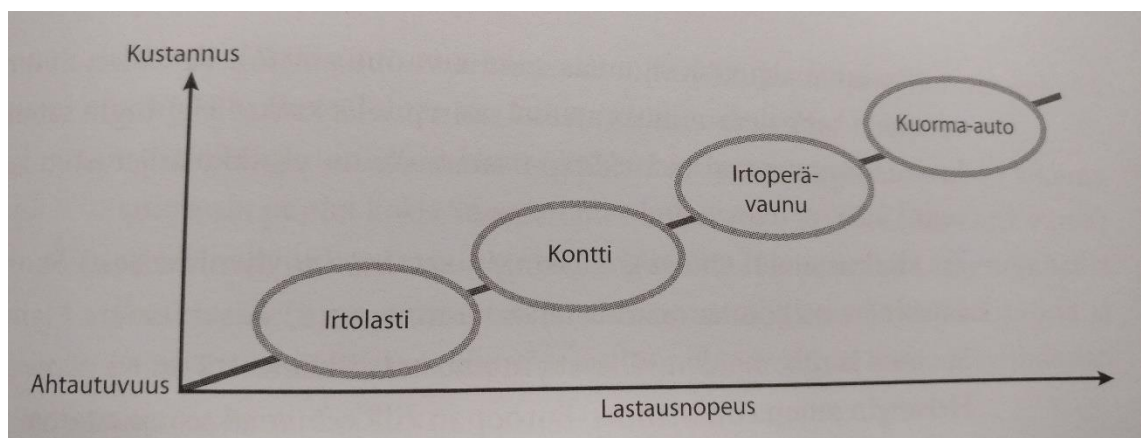 Kustannus
Kuorma-auto
Irtoperä-
vaunu
Kontti
Irtolasti
Ahtautuvuus
Lastausnopeus